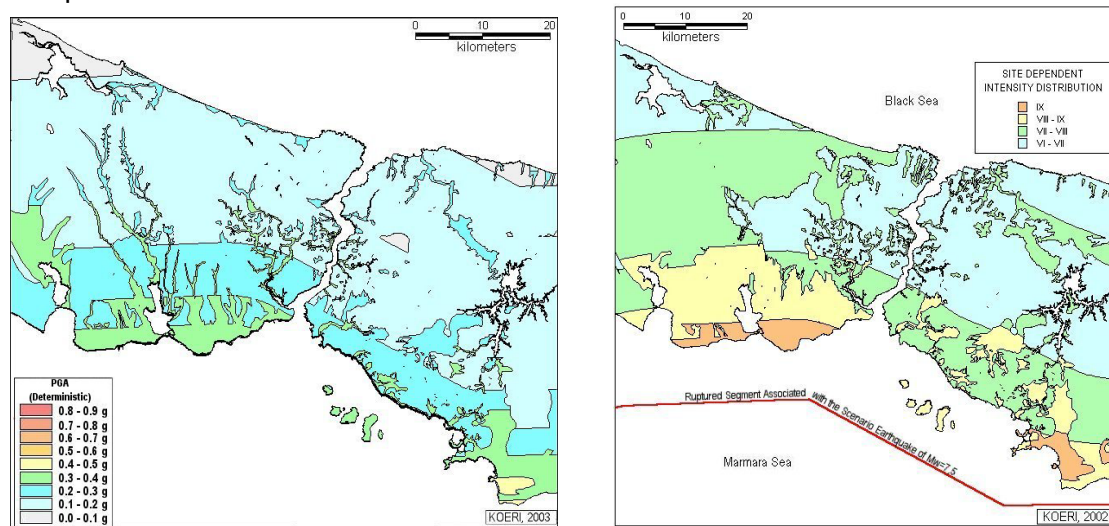 0 10 20
kilometers
PGA
(Deterministic)
0.8 - 0.9 g
0.7 - 0.8 g
0.6 - 0.7 g
0.5 - 0.6 g
0.4 - 0.5 g
0.3 - 0.4 g
0.2 - 0.3 g
0.1 - 0.2 g
0.0 - 0.1 g
KOERI, 2003
0 10 20
kilometers
Black Sea
SITE DEPENDENT
INTENSITY DISTRIBUTION
IX
VIII - IX
VII - VIII
VI - VII
Ruptured Segment Associated with the Scenario Earthquake of Mw=7.5
Marmara Sea
KOERI, 2002